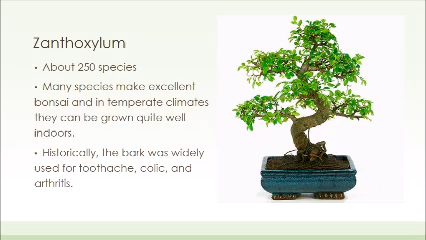 Zanthoxylum
• About 250 species
• Many species make excellent
bonsai and in temperate climates
they can be grown quite well
indoors.
• Historically, the bark was widely
used for toothache, colic, and
arthritis.